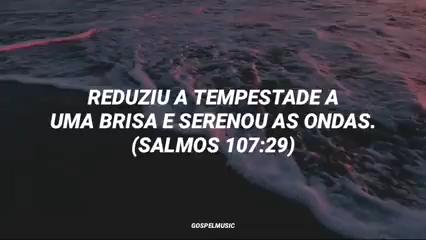 REDUZIU A TEMPESTADE A
UMA BRISA E SERENOU AS ONDAS.
(SALMOS 107:29)
GOSPELMUSIC